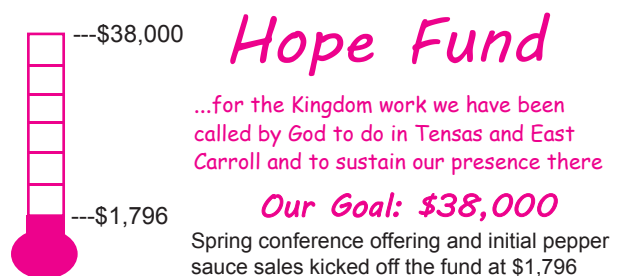 ---$38,000
Hope Fund
...for the Kingdom work we have been
called by God to do in Tensas and East
Carroll and to sustain our presence there
---$1,796
Our Goal: $38,000
Spring conference offering and initial pepper
sauce sales kicked off the fund at $1,796